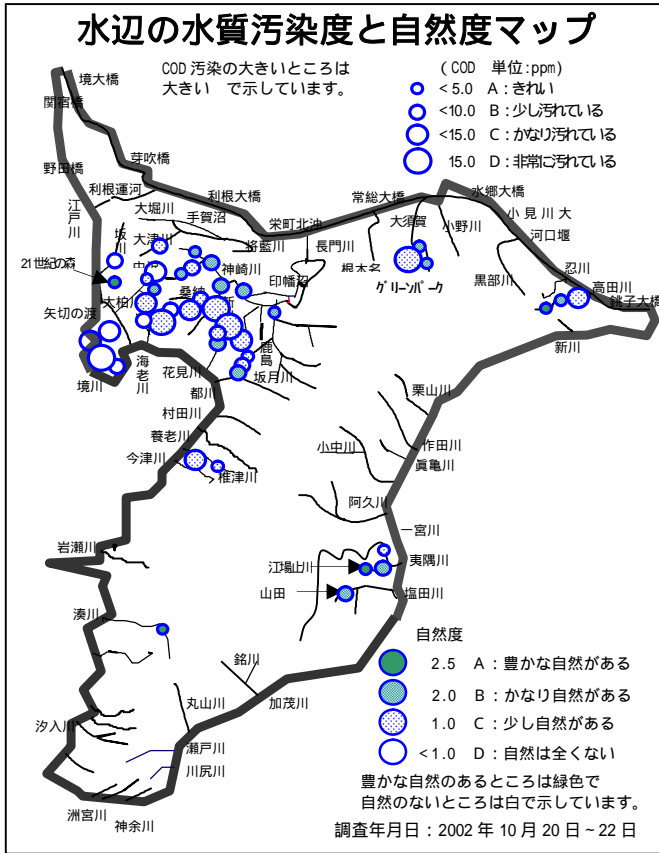 水辺の水質汚染度と自然度マップ
COD 汚染の大きいところは
大きい　で示しています。
(COD　単位:ppm)
＜5.0　A：きれい
<10.0　B：少し汚れている
<15.0　C：かなり汚れている
15.0　D：非常に汚れている
境大橋
関宿橋
芽吹橋
野田橋
利根運河
利根大橋
江戸川
大堀川
手賀沼
坂川
大津川
将監川
栄町北沖
長門川
常総大橋
大須賀
小野川
水郷大橋
小見川大
河口堰
21世紀の森
神崎川
印旛沼
根木名
グリーンパーク
黒部川
忍川
高田川
銚子大橋
新川
大柏川
桑納
新
矢切の渡
境川
海老川
花見川
鹿島
坂月川
都川
村田川
養老川
今津川
椎津川
栗山川
小中川
作田川
眞亀川
阿久川
一宮川
岩瀬川
江場山川
夷隅川
山田
塩田川
湊川
銘川
丸山川
加茂川
汐入川
瀬戸川
川尻川
洲宮川
神余川
自然度
2.5　A：豊かな自然がある
2.0　B：かなり自然がある
1.0　C：少し自然がある
<1.0　D：自然は全くない
豊かな自然のあるところは緑色で
自然のないところは白で示しています。
調査年月日：2002 年 10 月 20 日～22 日